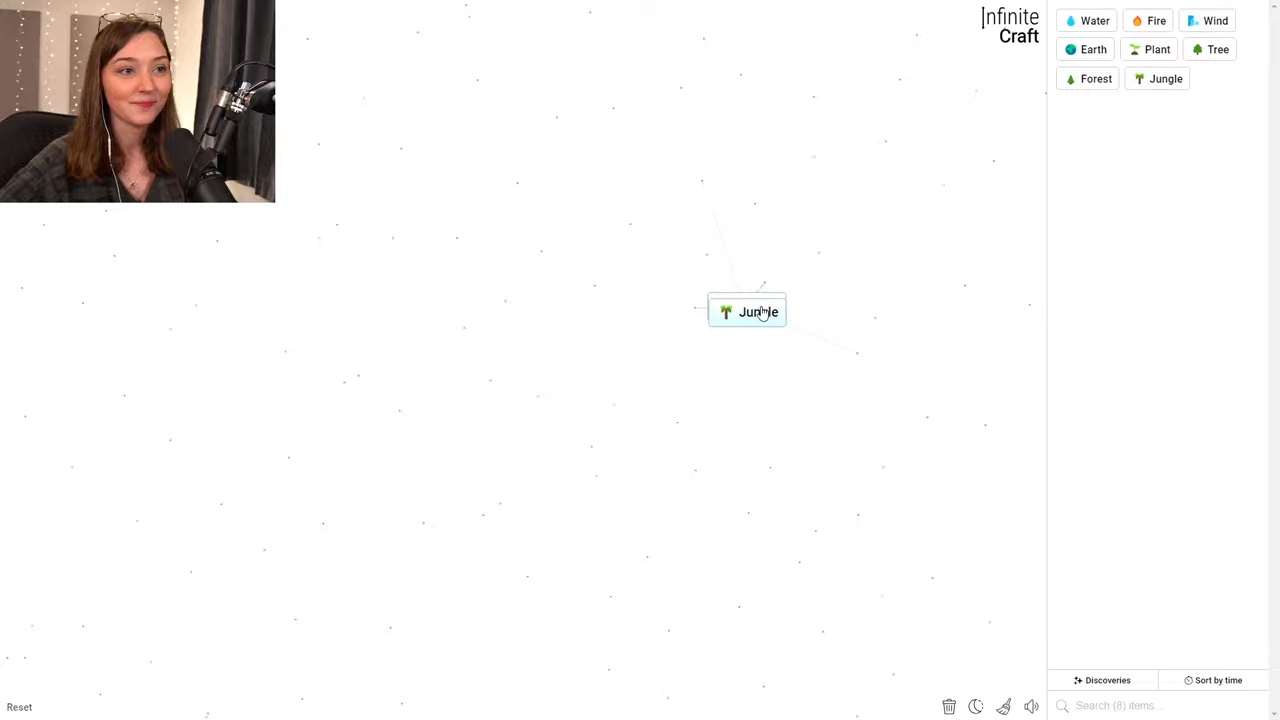 Infinite
Craft
Water
Fire
Wind
Earth
Plant
Tree
Forest
Jungle
Jungle
Discoveries
Sort by time
Reset
Search (8) items...